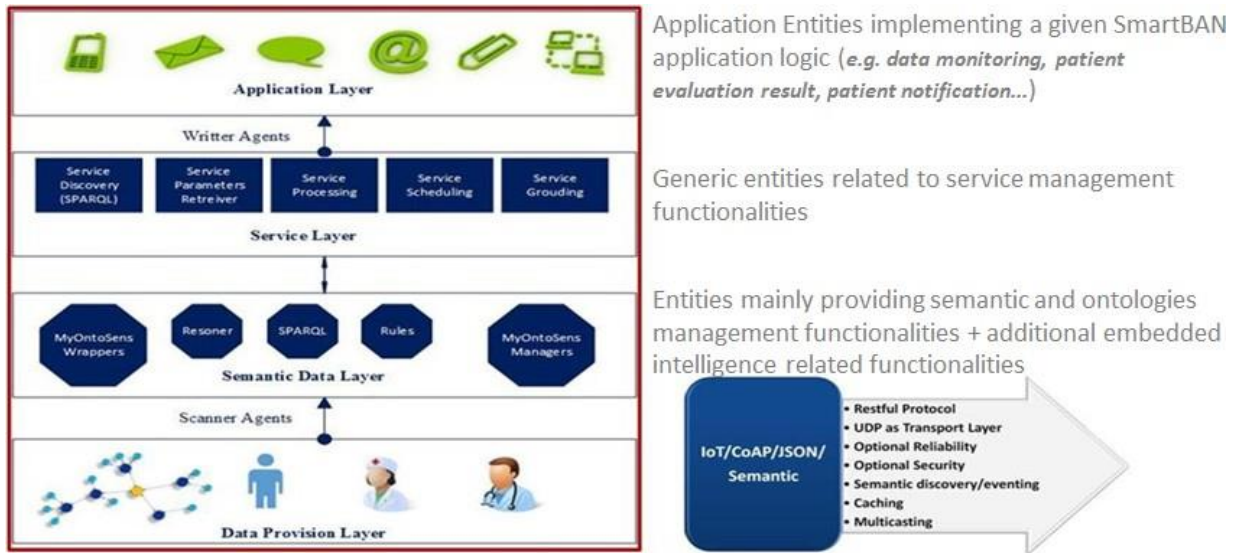 Application Layer
Writter Agents
Service
Discovery
(SPARQL)
Service
Parameters
Retreiver
Service
Processing
Service
Scheduling
Service
Grouding
Service Layer
MyOntoSens
Wrappers
Resoner
SPARQL
Rules
MyOntoSens
Managers
Semantic Data Layer
Scanner Agents
Data Provision Layer
Application Entities implementing a given SmartBAN
application logic (e.g. data monitoring, patient
evaluation result, patient notification...)
Generic entities related to service management
functionalities
Entities mainly providing semantic and ontologies
management functionalities + additional embedded
intelligence related functionalities
IoT/CoAP/JSON/
Semantic
• Restful Protocol
• UDP as Transport Layer
• Optional Reliability
• Optional Security
• Semantic discovery/eventing
• Caching
• Multicasting